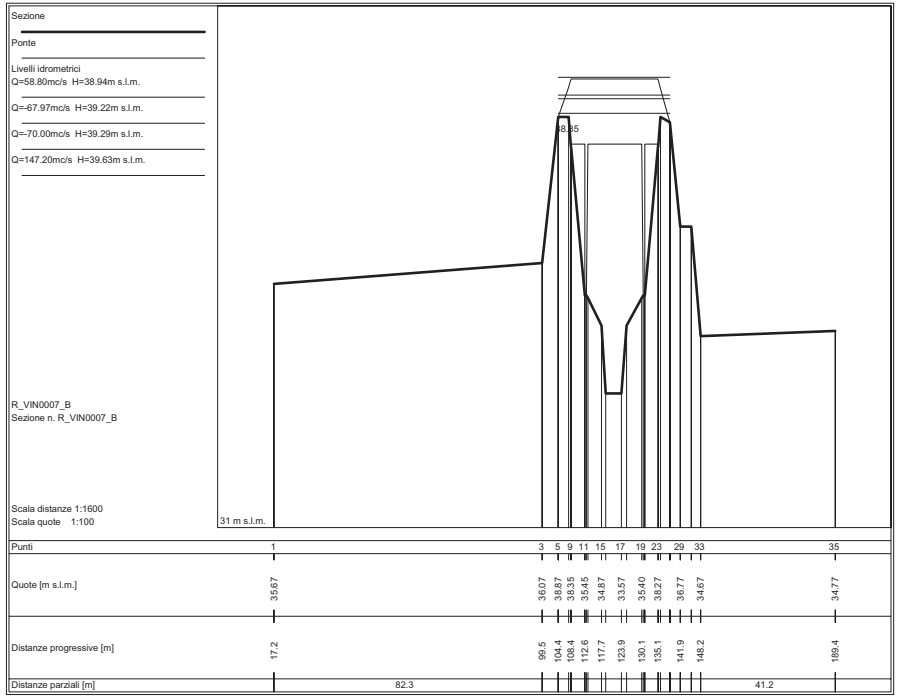 Sezione
Ponte
Livelli idrometrici
Q=58.80mc/s H=38.94m s.l.m.
Q=-67.97mc/s H=39.22m s.l.m.
Q=-70.00mc/s H=39.29m s.l.m.
Q=147.20mc/s H=39.63m s.l.m.
R_VIN0007_B
Sezione n. R_VIN0007_B
Scala distanze 1:1600
Scala quote 1:100
38.35
31 m s.l.m.
Punti 1 3 5 9 11 15 17 19 23 29 33 35
Quote [m s.l.m.] 35.67 36.07 38.87 38.35 35.45 34.87 33.57 35.40 38.27 36.77 34.67 34.77
Distanze progressive [m] 17.2 99.5 104.4 108.4 112.6 117.7 123.9 130.1 135.1 141.9 148.2 189.4
Distanze parziali [m] 82.3 41.2